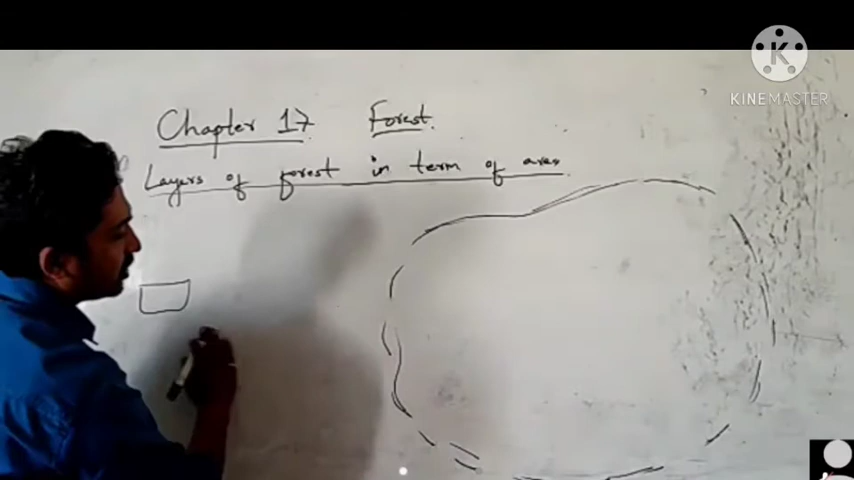 K
KINEMASTER
Chapter 17 Forest.
Layers of forest in term of area